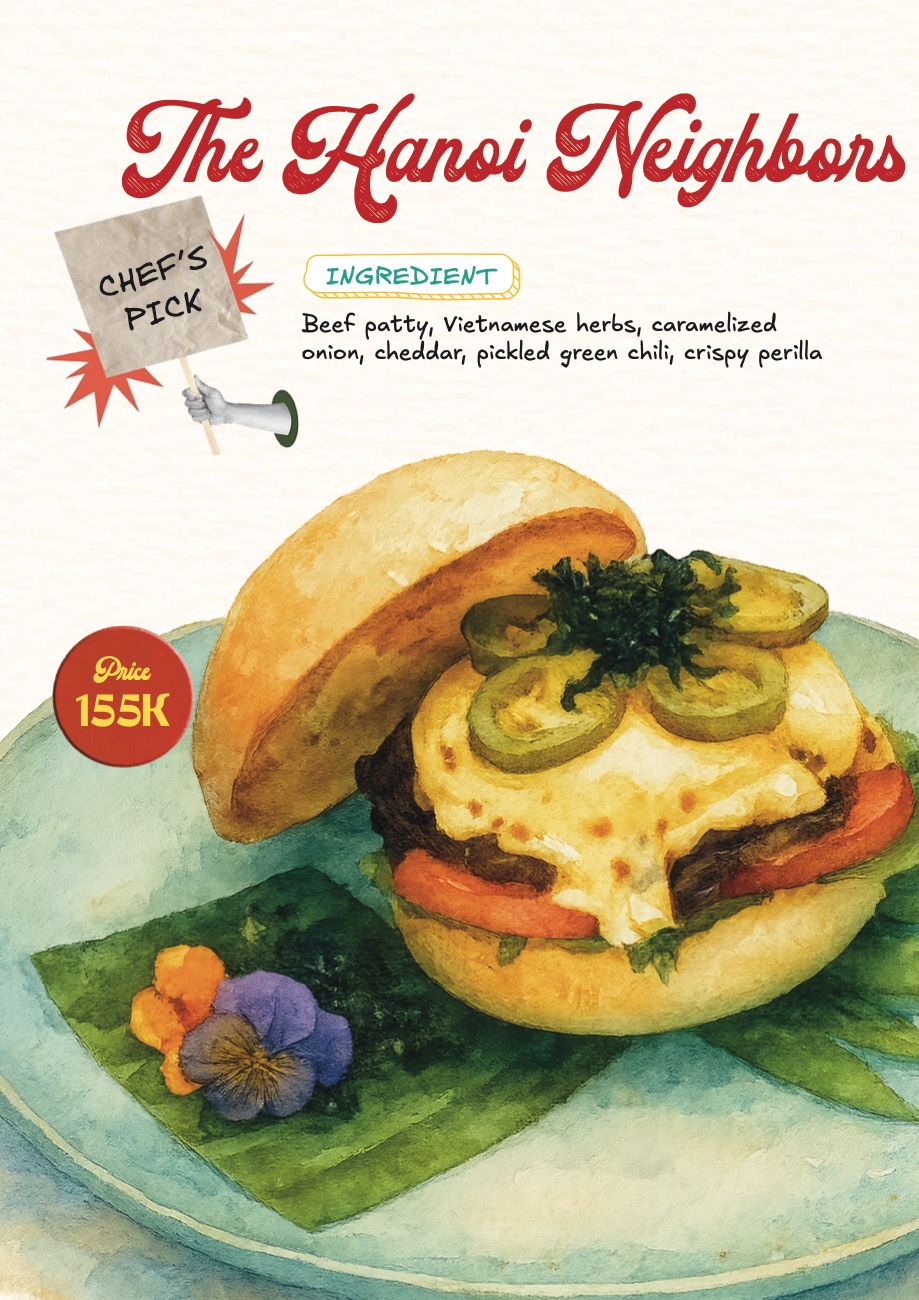 The Hanoi Neighbors
CHEF'S
PICK
INGREDIENT
Beef patty, Vietnamese herbs, caramelized
onion, cheddar, pickled green chili, crispy perilla
Price
155K